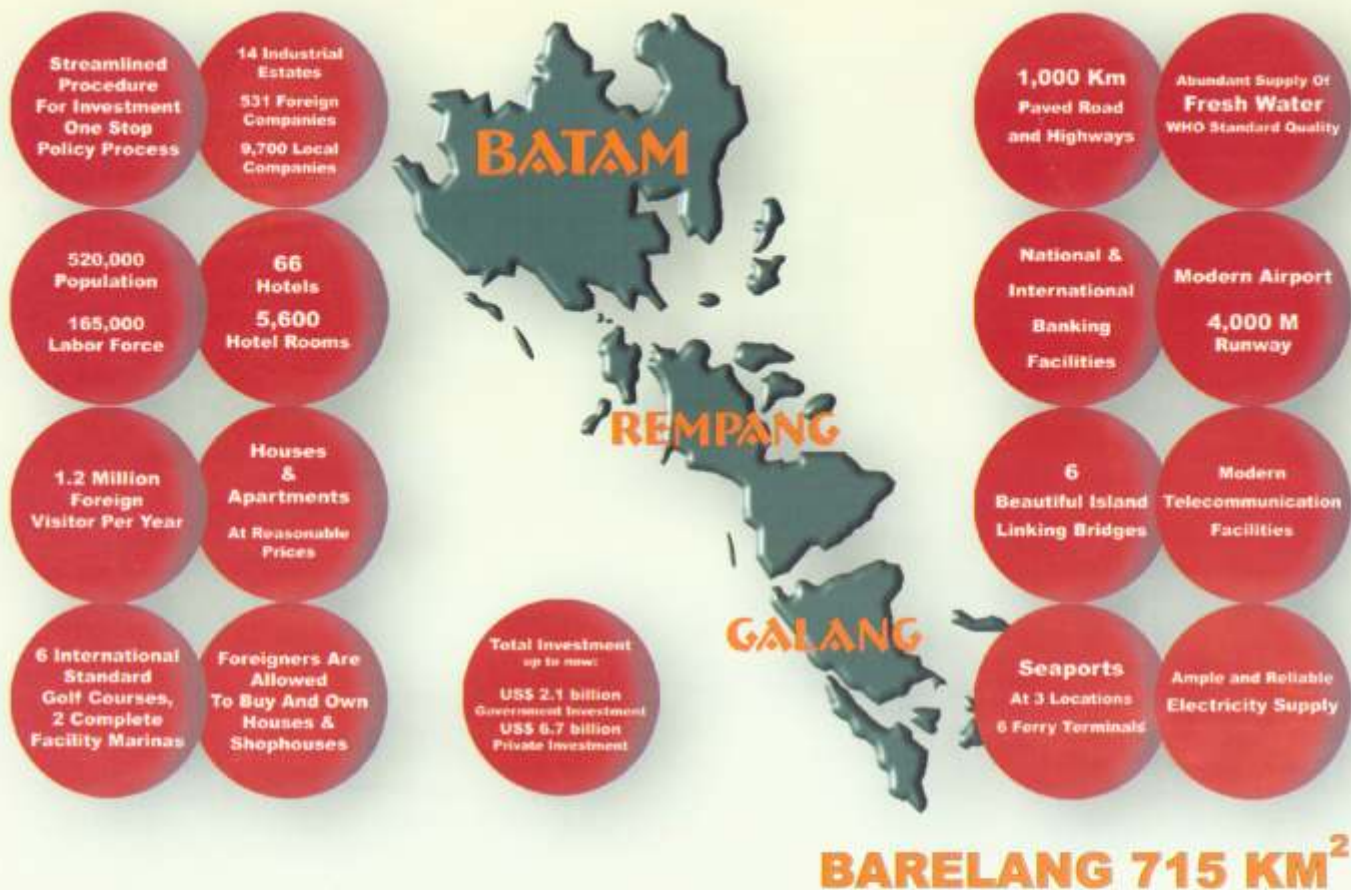 Streamlined
Procedure
For Investment
One Stop
Policy Process
14 Industrial
Estates
531 Foreign
Companies
9,700 Local
Companies
520,000
Population
165,000
Labor Force
66
Hotels
5,600
Hotel Rooms
1.2 Million
Foreign
Visitor Per Year
Houses
&
Apartments
At Reasonable
Prices
6 International
Standard
Golf Courses,
2 Complete
Facility Marinas
Foreigners Are
Allowed
To Buy And Own
Houses &
Shophouses
BATAM
REMPANG
GALANG
Total Investment
up to now:
US$ 2.1 billion
Government Investment
US$ 6.7 billion
Private Investment
1,000 Km
Paved Road
and Highways
Abundant Supply Of
Fresh Water
WHO Standard Quality
National &
International
Banking
Facilities
Modern Airport
4,000 M
Runway
6
Beautiful Island
Linking Bridges
Modern
Telecommunication
Facilities
Seaports
At 3 Locations
6 Ferry Terminals
Ample and Reliable
Electricity Supply
BARELANG 715 KM²